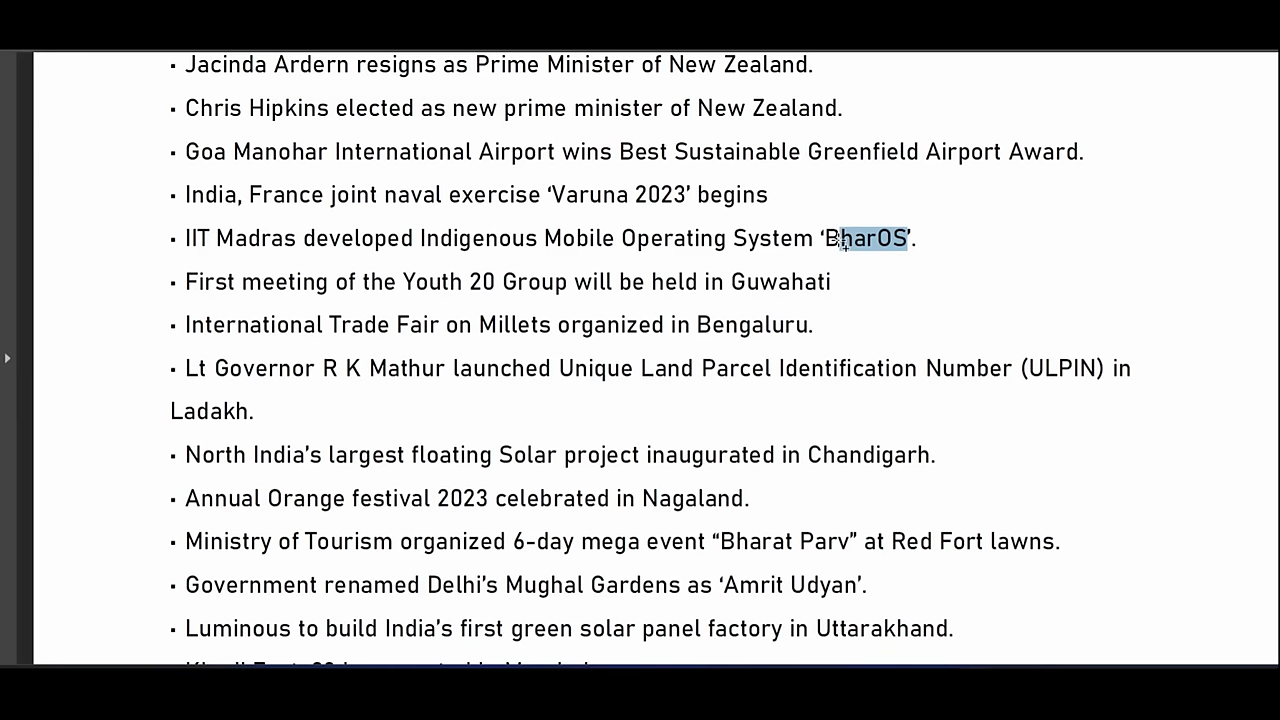 ▪ Jacinda Ardern resigns as Prime Minister of New Zealand.
▪ Chris Hipkins elected as new prime minister of New Zealand.
▪ Goa Manohar International Airport wins Best Sustainable Greenfield Airport Award.
▪ India, France joint naval exercise ‘Varuna 2023’ begins
▪ IIT Madras developed Indigenous Mobile Operating System ‘BharOS’.
▪ First meeting of the Youth 20 Group will be held in Guwahati
▪ International Trade Fair on Millets organized in Bengaluru.
▪ Lt Governor R K Mathur launched Unique Land Parcel Identification Number (ULPIN) in
Ladakh.
▪ North India’s largest floating Solar project inaugurated in Chandigarh.
▪ Annual Orange festival 2023 celebrated in Nagaland.
▪ Ministry of Tourism organized 6-day mega event “Bharat Parv” at Red Fort lawns.
▪ Government renamed Delhi’s Mughal Gardens as ‘Amrit Udyan’.
▪ Luminous to build India’s first green solar panel factory in Uttarakhand.